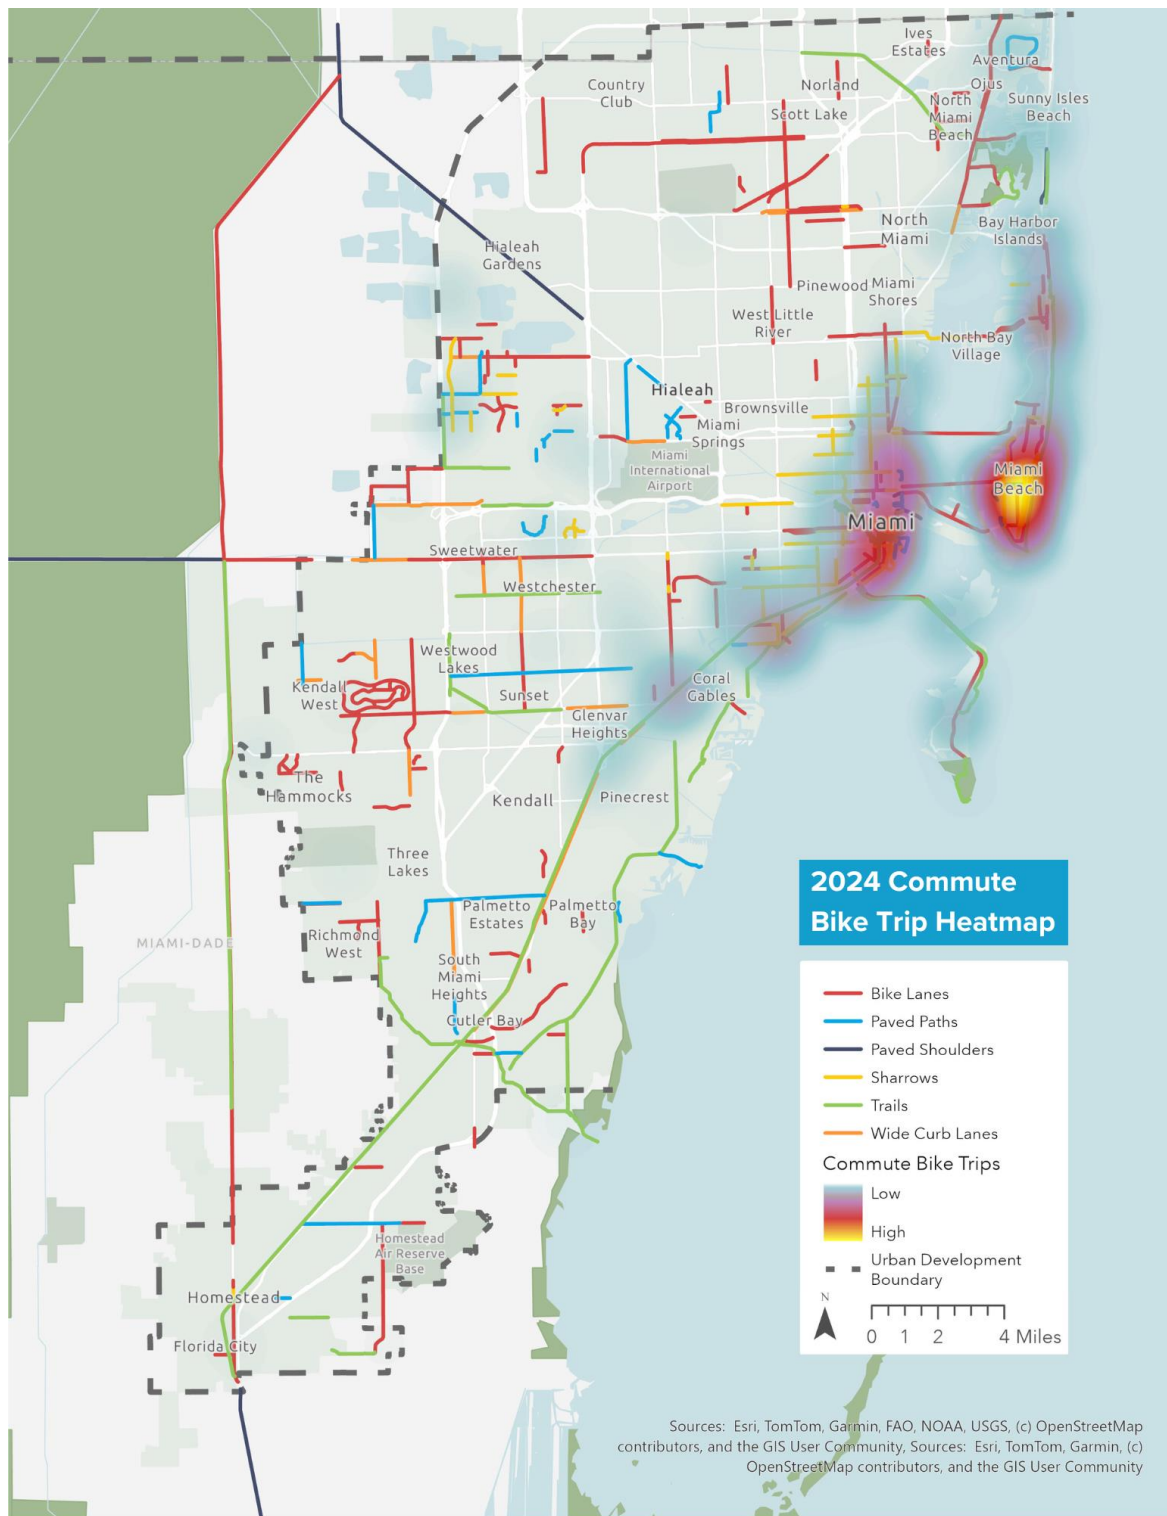 Ives
Estates
Aventura
Country
Club
Norland
Ojus
North
Miami
Beach
Sunny Isles
Beach
Scott Lake
North
Miami
Bay Harbor
Islands
Hialeah
Gardens
Pinewood
Miami
Shores
West Little
River
North Bay
Village
Hialeah
Brownsville
Miami
Springs
Miami
International
Airport
Miami
Beach
Miami
Sweetwater
Westchester
Westwood
Lakes
Coral
Gables
Kendall
West
Sunset
Glenvar
Heights
The
Hammocks
Kendall
Pinecrest
Three
Lakes
Palmetto
Estates
Palmetto
Bay
Richmond
West
MIAMI-DADE
South
Miami
Heights
Cutler Bay
Homestead
Air Reserve
Base
Homestead
Florida City
2024 Commute
Bike Trip Heatmap
Bike Lanes
Paved Paths
Paved Shoulders
Sharrows
Trails
Wide Curb Lanes
Commute Bike Trips
Low
High
Urban Development
Boundary
N
0 1 2 4 Miles
Sources: Esri, TomTom, Garmin, FAO, NOAA, USGS, (c) OpenStreetMap
contributors, and the GIS User Community, Sources: Esri, TomTom, Garmin, (c)
OpenStreetMap contributors, and the GIS User Community